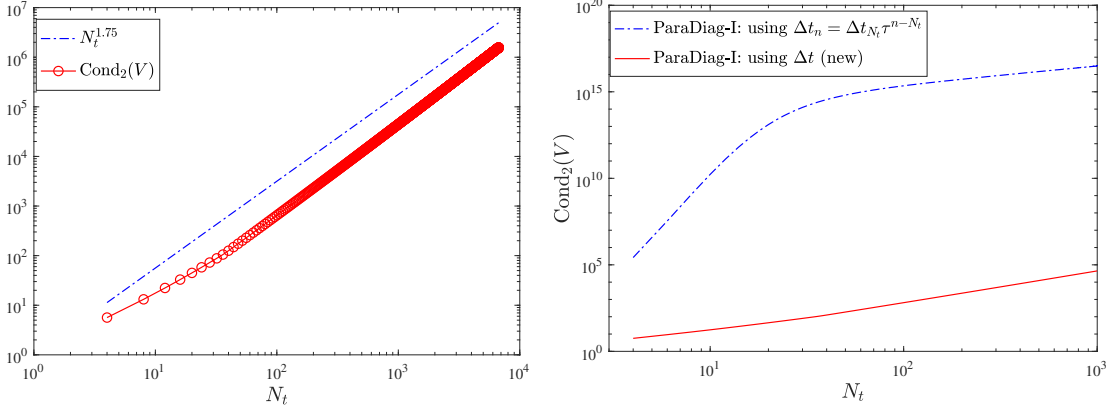 10^7
10^6
10^5
10^4
10^3
10^2
10^1
10^0
N_t^{1.75}
Cond_2(V)
10^0 10^1 10^2 10^3 10^4
N_t
10^20
10^15
10^10
10^5
10^0
Cond_2(V)
ParaDiag-I: using Δt_n = Δt_{N_t} τ^{n−N_t}
ParaDiag-I: using Δt (new)
10^1 10^2 10^3
N_t